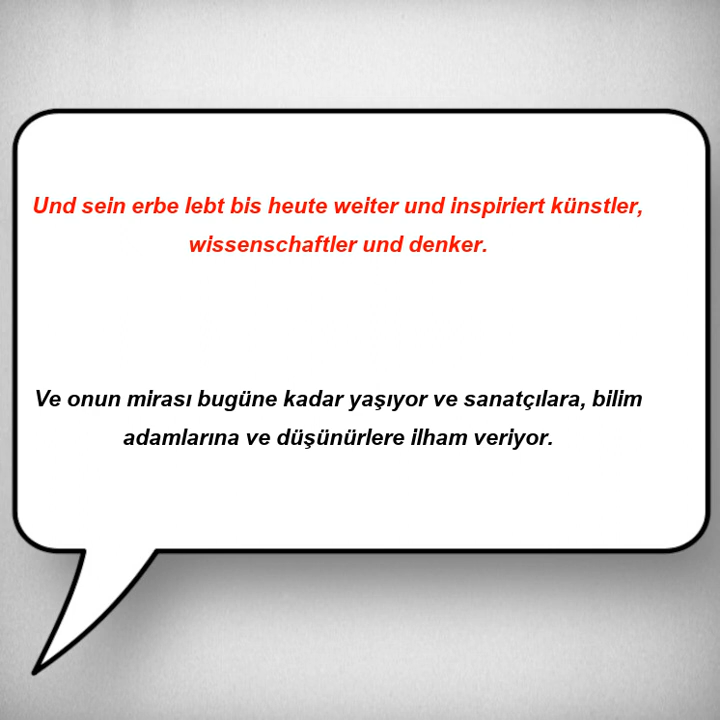 Und sein erbe lebt bis heute weiter und inspiriert künstler,
wissenschaftler und denker.
Ve onun mirası bugüne kadar yaşıyor ve sanatçılara, bilim
adamlarına ve düşünürlere ilham veriyor.